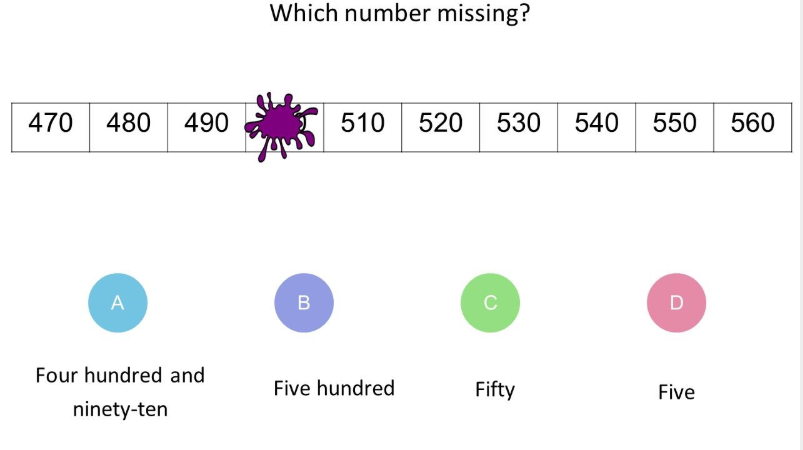 Which number missing?
470 480 490 510 520 530 540 550 560
A B C D
Four hundred and
ninety-ten
Five hundred
Fifty
Five